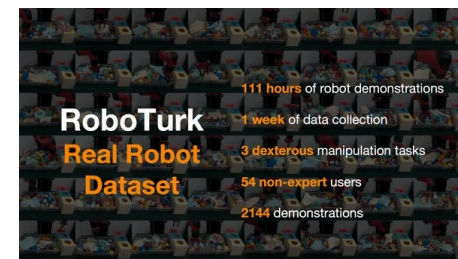 RoboTurk
Real Robot
Dataset
111 hours of robot demonstrations
1 week of data collection
3 dexterous manipulation tasks
54 non-expert users
2144 demonstrations